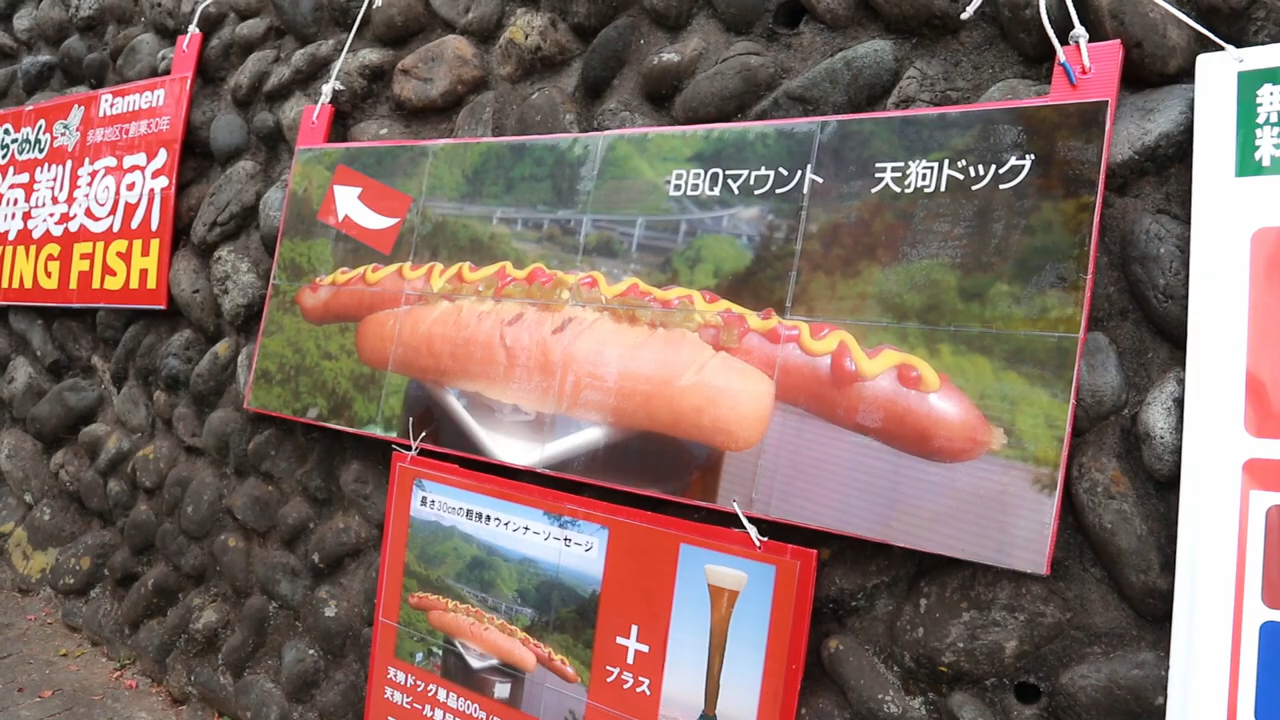 Ramen
らーめん
多摩地区で創業30年
海製麺所
ING FISH
BBQマウント 天狗ドッグ
無料
長さ30cmの粗挽きウインナーソーセージ
＋
プラス
天狗ドッグ単品600円
天狗ビール単品